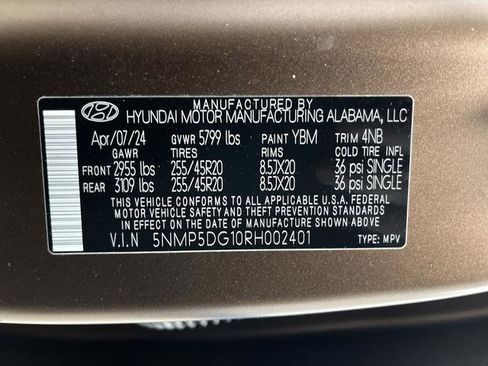 MANUFACTURED BY
HYUNDAI MOTOR MANUFACTURING ALABAMA, LLC
Apr/07/24 GVWR 5799 lbs PAINT YBM TRIM 4NB
GAWR TIRES RIMS COLD TIRE INFL.
FRONT 2955 lbs 255/45R20 8.5JX20 36 psi SINGLE
REAR 3109 lbs 255/45R20 8.5JX20 36 psi SINGLE
THIS VEHICLE CONFORMS TO ALL APPLICABLE U.S.A. FEDERAL
MOTOR VEHICLE SAFETY AND THEFT PREVENTION STANDARDS
IN EFFECT ON THE DATE OF MANUFACTURE SHOWN ABOVE.
V.I.N 5NMP5DG10RH002401 TYPE: MPV